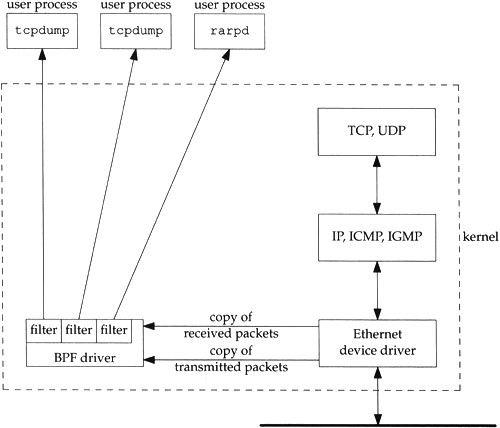 user process user process user process
tcpdump tcpdump rarpd
TCP, UDP
IP, ICMP, IGMP
kernel
filter filter filter
BPF driver
copy of
received packets
copy of
transmitted packets
Ethernet
device driver